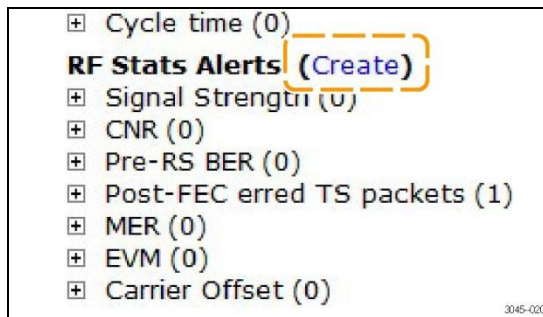 Cycle time (0)
RF Stats Alerts (Create)
Signal Strength (0)
CNR (0)
Pre-RS BER (0)
Post-FEC erred TS packets (1)
MER (0)
EVM (0)
Carrier Offset (0)